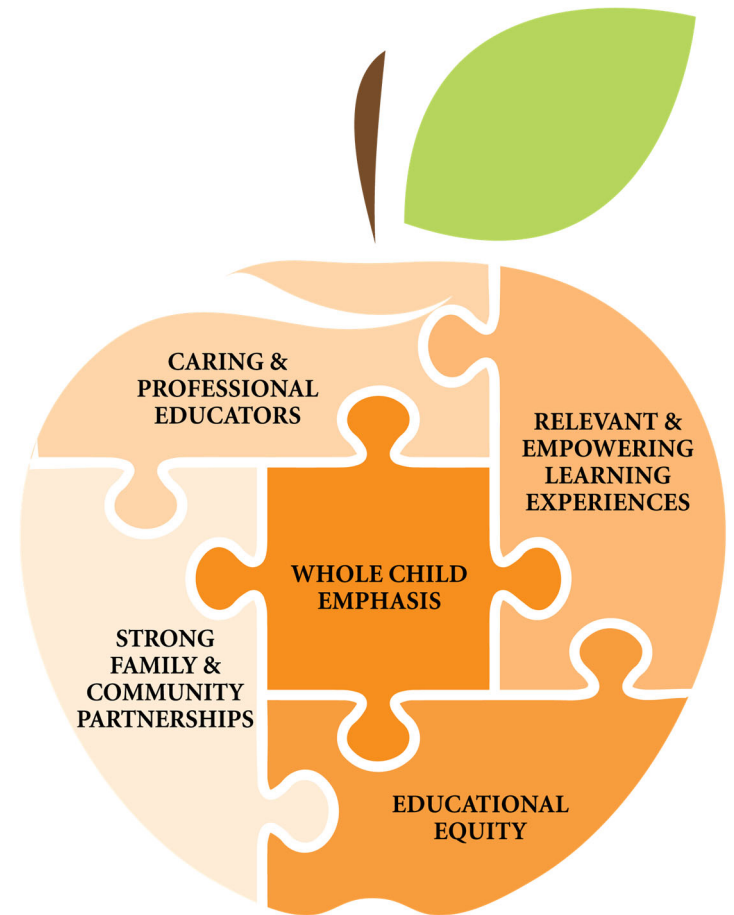 CARING &
PROFESSIONAL
EDUCATORS
RELEVANT &
EMPOWERING
LEARNING
EXPERIENCES
WHOLE CHILD
EMPHASIS
STRONG
FAMILY &
COMMUNITY
PARTNERSHIPS
EDUCATIONAL
EQUITY